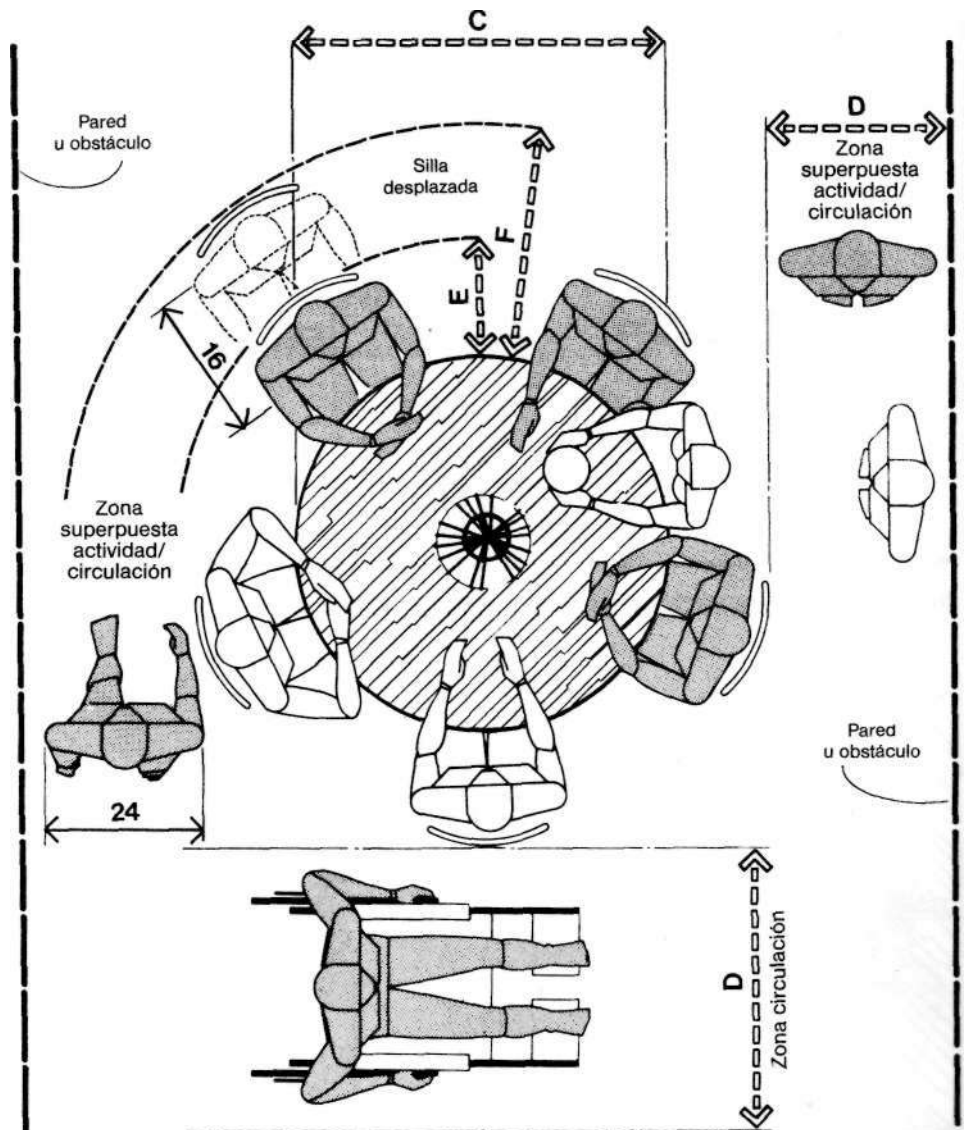 C
Pared
u obstáculo
D
Silla
desplazada
Zona
superpuesta
actividad/
circulación
F
E
16
Zona
superpuesta
actividad/
circulación
Pared
u obstáculo
24
D
Zona circulación